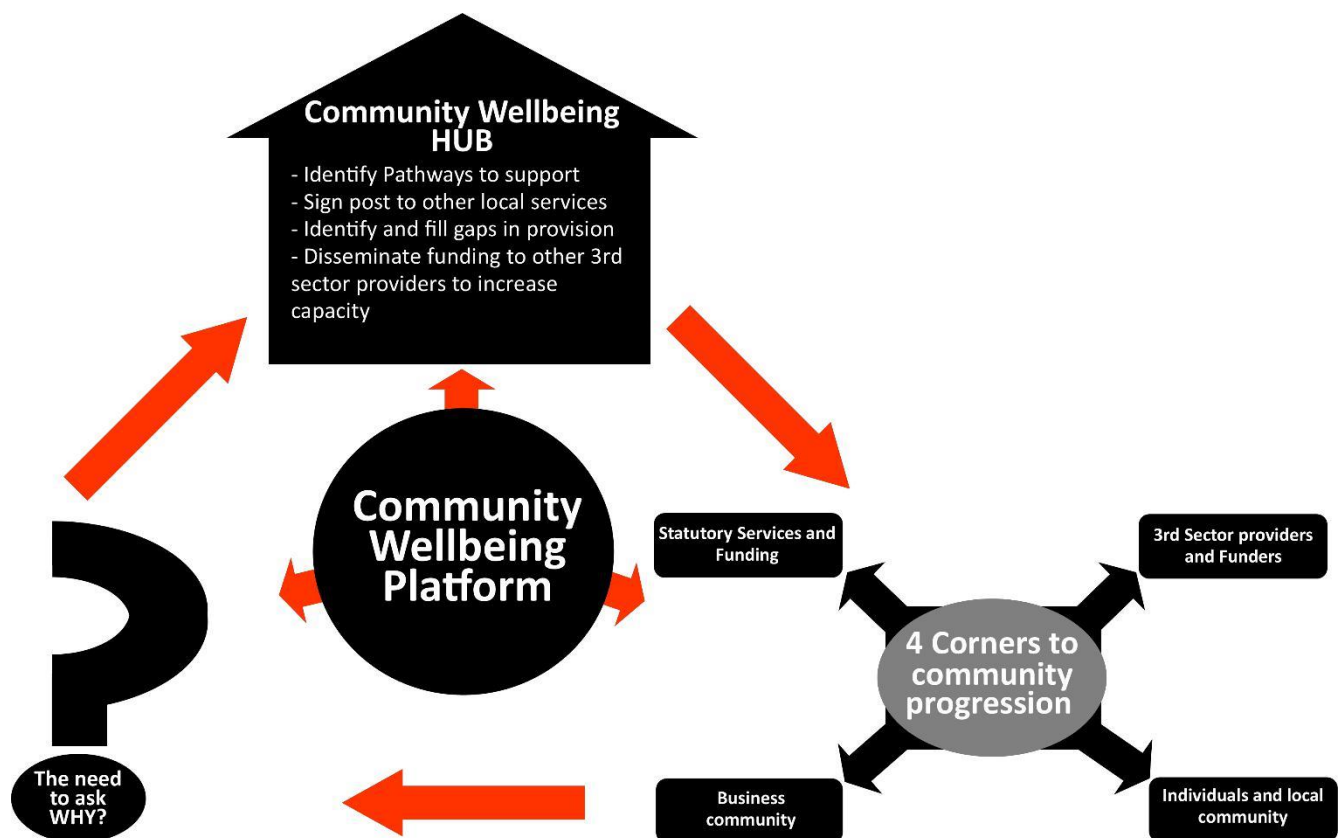 Community Wellbeing
HUB
- Identify Pathways to support
- Sign post to other local services
- Identify and fill gaps in provision
- Disseminate funding to other 3rd
sector providers to increase
capacity
Community
Wellbeing
Platform
Statutory Services and
Funding
3rd Sector providers
and Funders
4 Corners to
community
progression
The need
to ask
WHY?
Business
community
Individuals and local
community